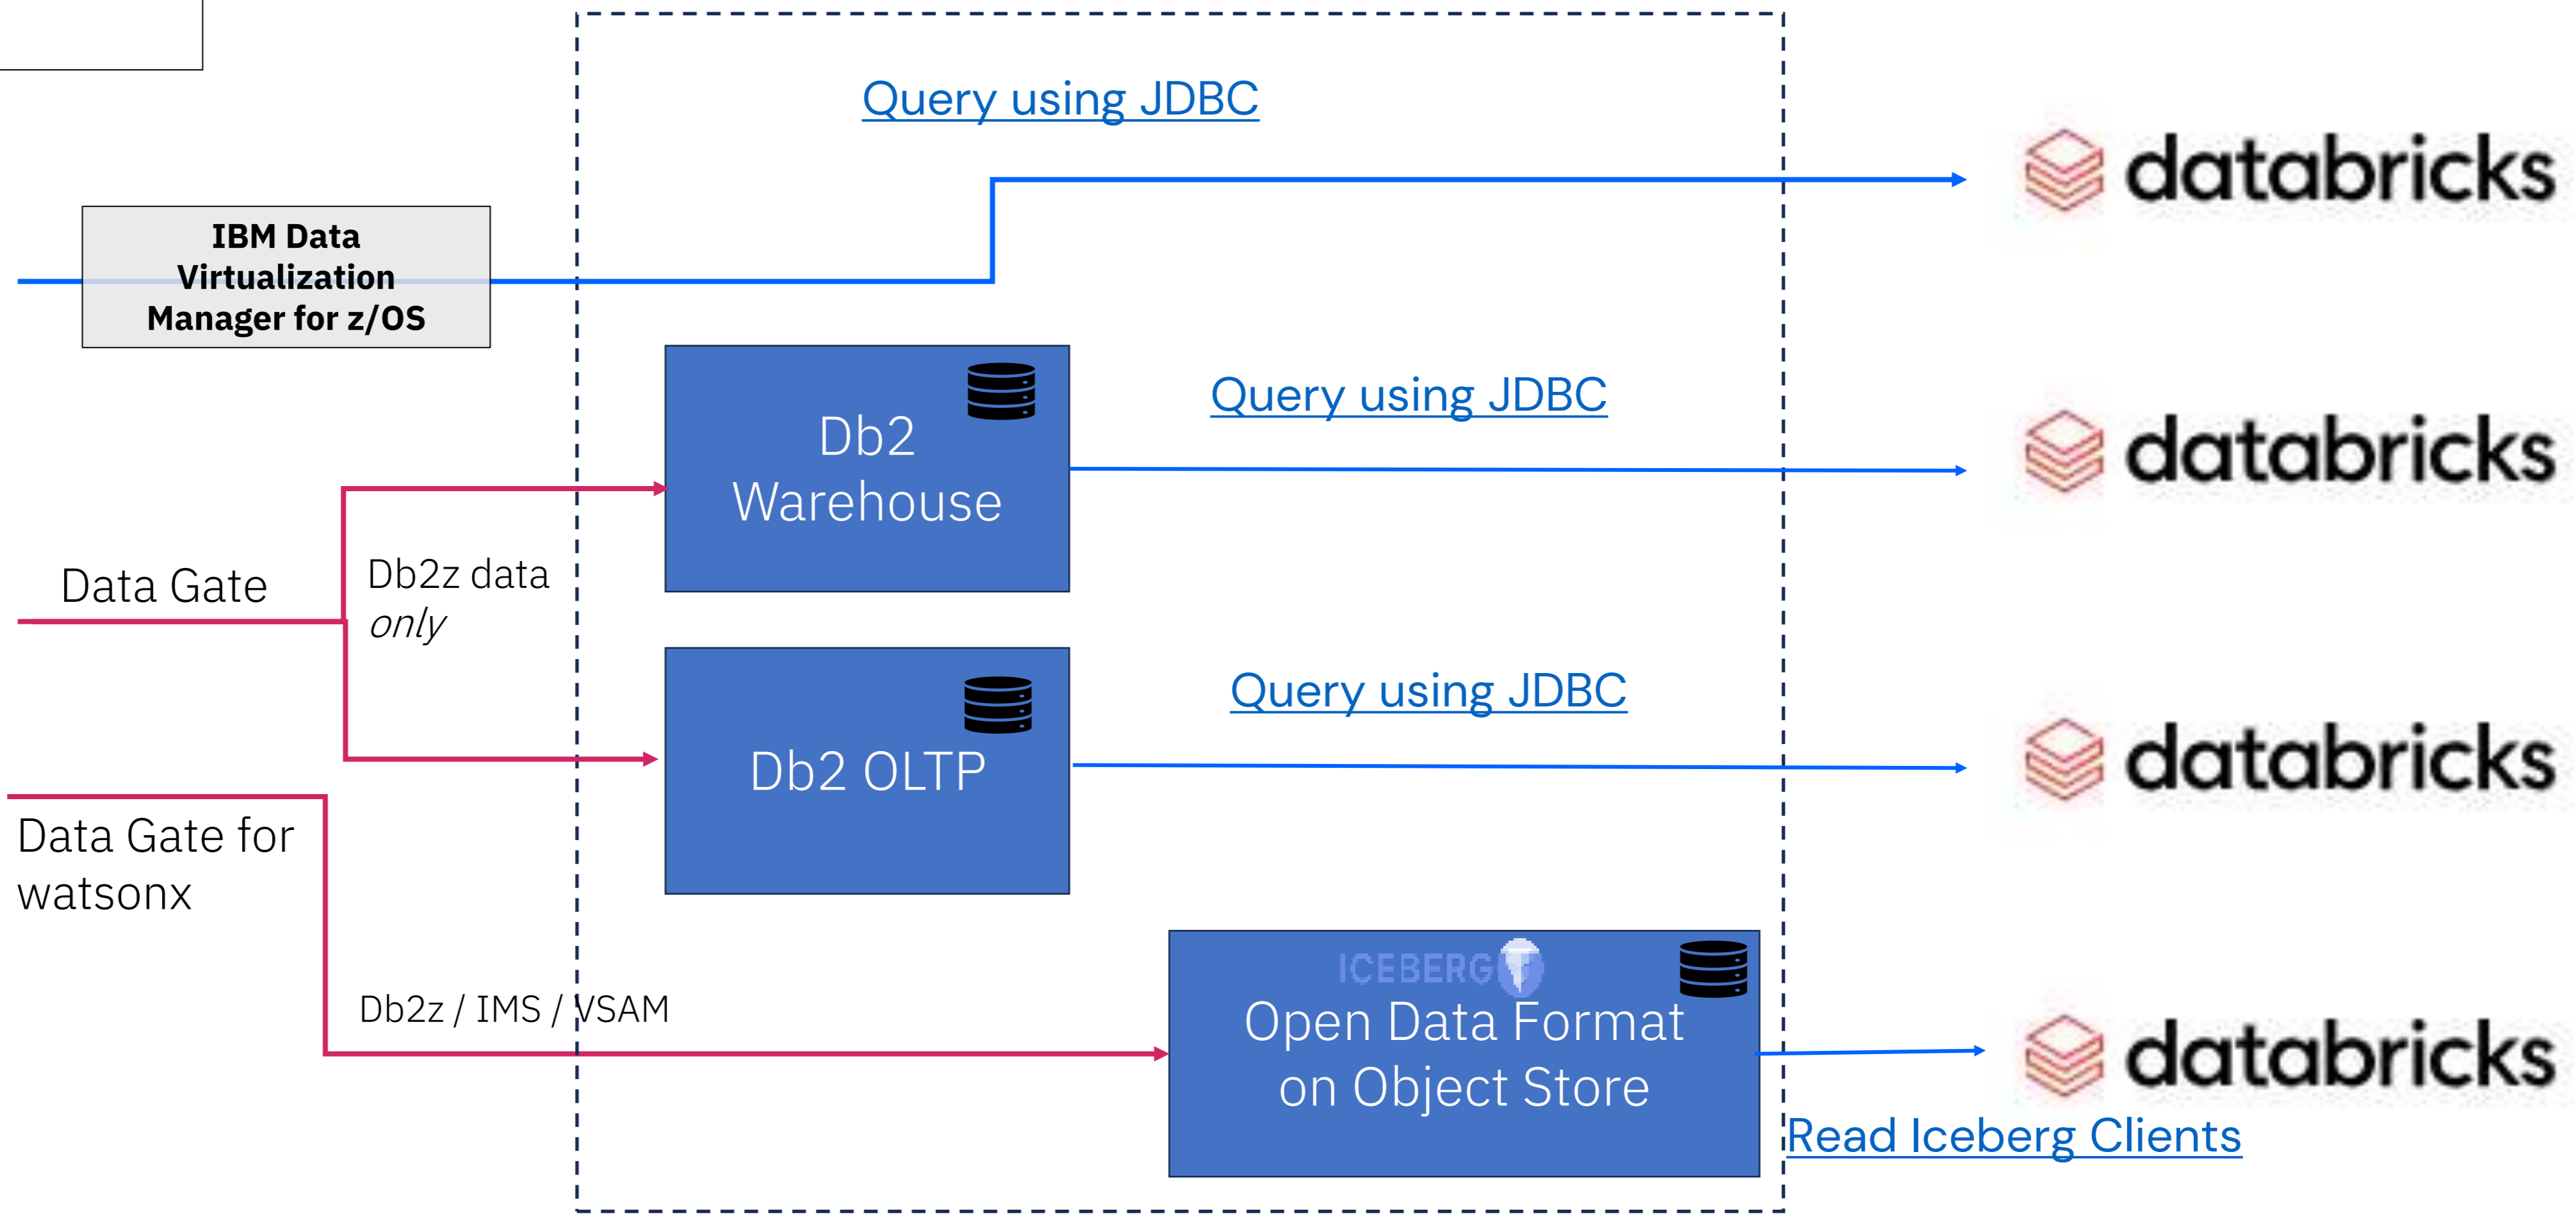 Query using JDBC
databricks
IBM Data
Virtualization
Manager for z/OS
Db2
Warehouse
Query using JDBC
databricks
Data Gate
Db2z data
only
Db2 OLTP
Query using JDBC
databricks
Data Gate for
watsonx
Db2z / IMS / VSAM
ICEBERG
Open Data Format
on Object Store
databricks
Read Iceberg Clients